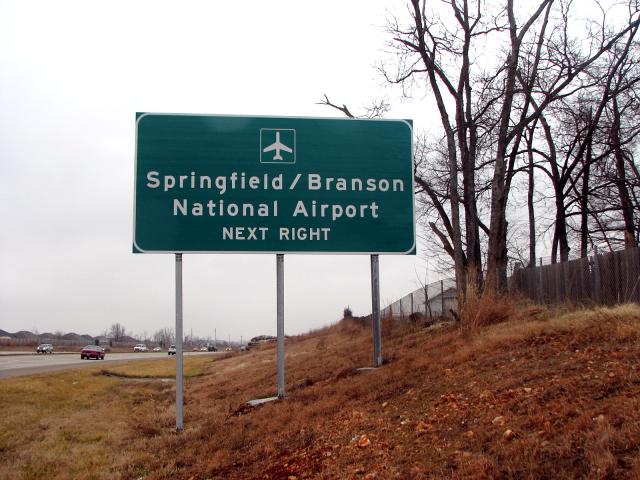 Springfield/Branson
National Airport
NEXT RIGHT